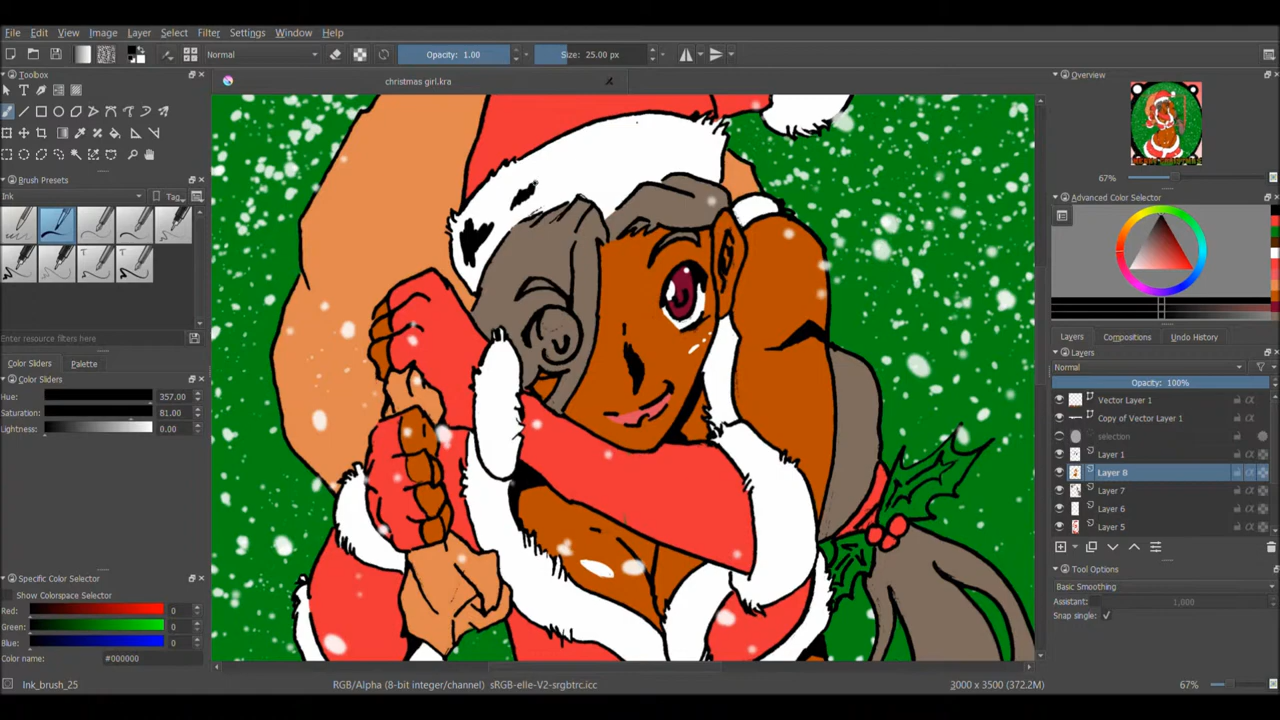 File Edit View Image Layer Select Filter Settings Window Help
Normal Opacity: 1.00 Size: 25.00 px
christmas girl.kra
Toolbox
Overview
67%
Brush Presets
Ink Tag
Advanced Color Selector
Enter resource filters here
Color Sliders Palette
Color Sliders
Hue: 357.00
Saturation: 81.00
Lightness: 0.00
Layers Compositions Undo History
Layers
Normal
Opacity: 100%
Vector Layer 1
Copy of Vector Layer 1
selection
Layer 1
Layer 8
Layer 7
Layer 6
Layer 5
Specific Color Selector
Show Colorspace Selector
Red: 0
Green: 0
Blue: 0
Color name: #000000
Tool Options
Basic Smoothing
Assistant: 1,000
Snap single:
Ink_brush_25 RGB/Alpha (8-bit integer/channel) sRGB-elle-V2-srgbtrc.icc 3000 x 3500 (372.2M) 67%